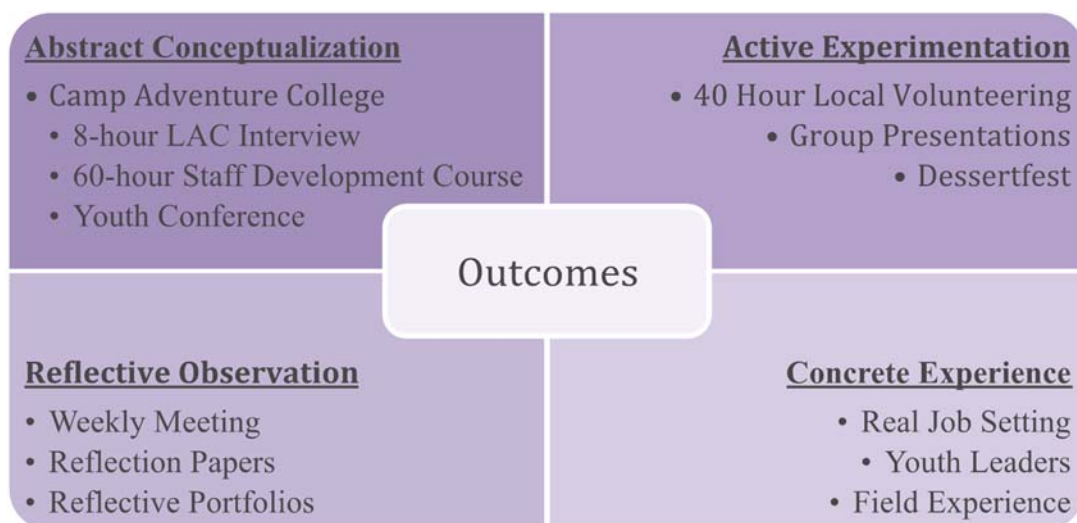 Abstract Conceptualization
• Camp Adventure College
• 8-hour LAC Interview
• 60-hour Staff Development Course
• Youth Conference
Active Experimentation
• 40 Hour Local Volunteering
• Group Presentations
• Dessertfest
Outcomes
Reflective Observation
• Weekly Meeting
• Reflection Papers
• Reflective Portfolios
Concrete Experience
• Real Job Setting
• Youth Leaders
• Field Experience